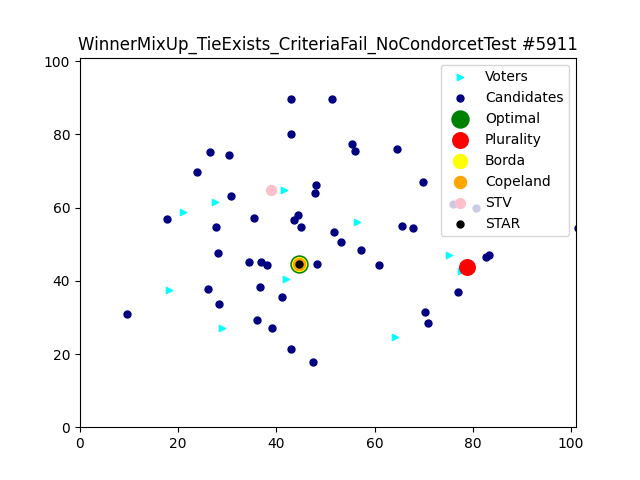 WinnerMixUp_TieExists_CriteriaFail_NoCondorcetTest #5911
100
80
60
40
20
0
0 20 40 60 80 100
Voters
Candidates
Optimal
Plurality
Borda
Copeland
STV
STAR